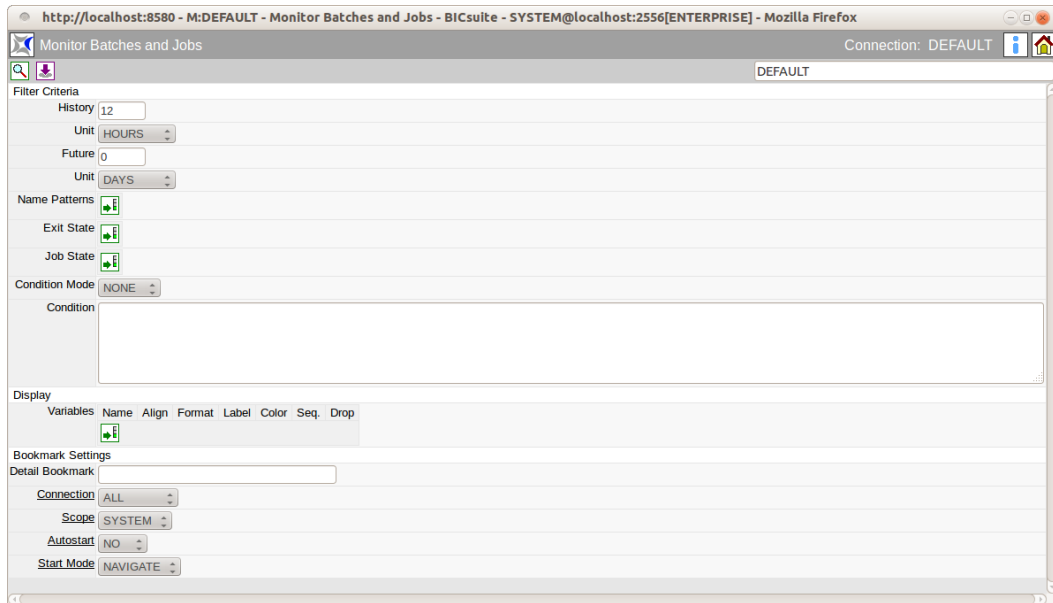 http://localhost:8580 - M:DEFAULT - Monitor Batches and Jobs - BICsuite - SYSTEM@localhost:2556[ENTERPRISE] - Mozilla Firefox
Monitor Batches and Jobs Connection: DEFAULT
DEFAULT
Filter Criteria
History 12
Unit HOURS
Future 0
Unit DAYS
Name Patterns
Exit State
Job State
Condition Mode NONE
Condition
Display
Variables Name Align Format Label Color Seq. Drop
Bookmark Settings
Detail Bookmark
Connection ALL
Scope SYSTEM
Autostart NO
Start Mode NAVIGATE